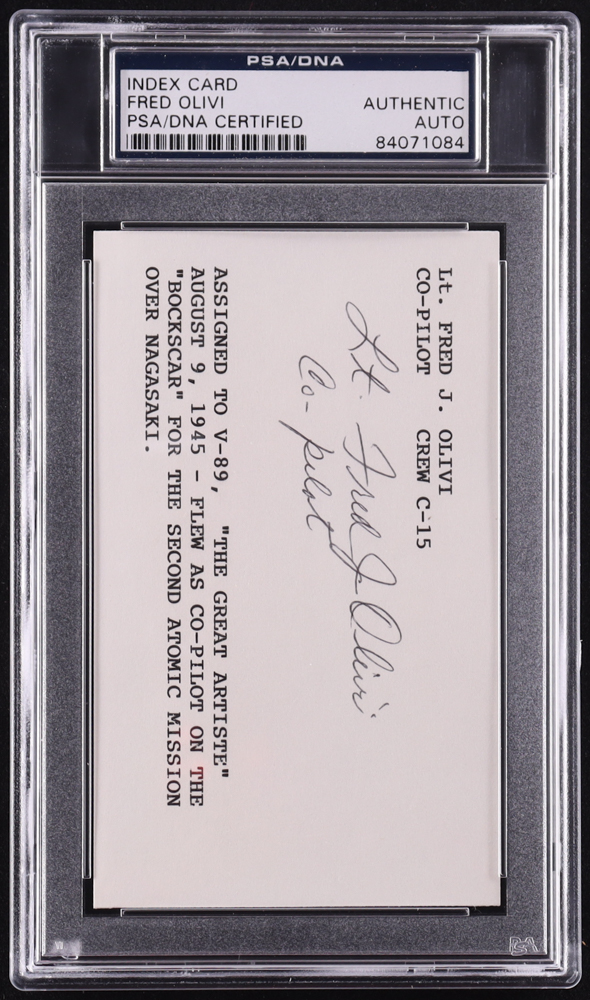 PSA/DNA
INDEX CARD
FRED OLIVI
PSA/DNA CERTIFIED
AUTHENTIC
AUTO
84071084
Lt. FRED J. OLIVI
CO-PILOT CREW C-15
Lt. Fred J Olivi
Co-pilot
ASSIGNED TO V-89, "THE GREAT ARTISTE"
AUGUST 9, 1945 - FLEW AS CO-PILOT ON THE
"BOCKSCAR" FOR THE SECOND ATOMIC MISSION
OVER NAGASAKI.